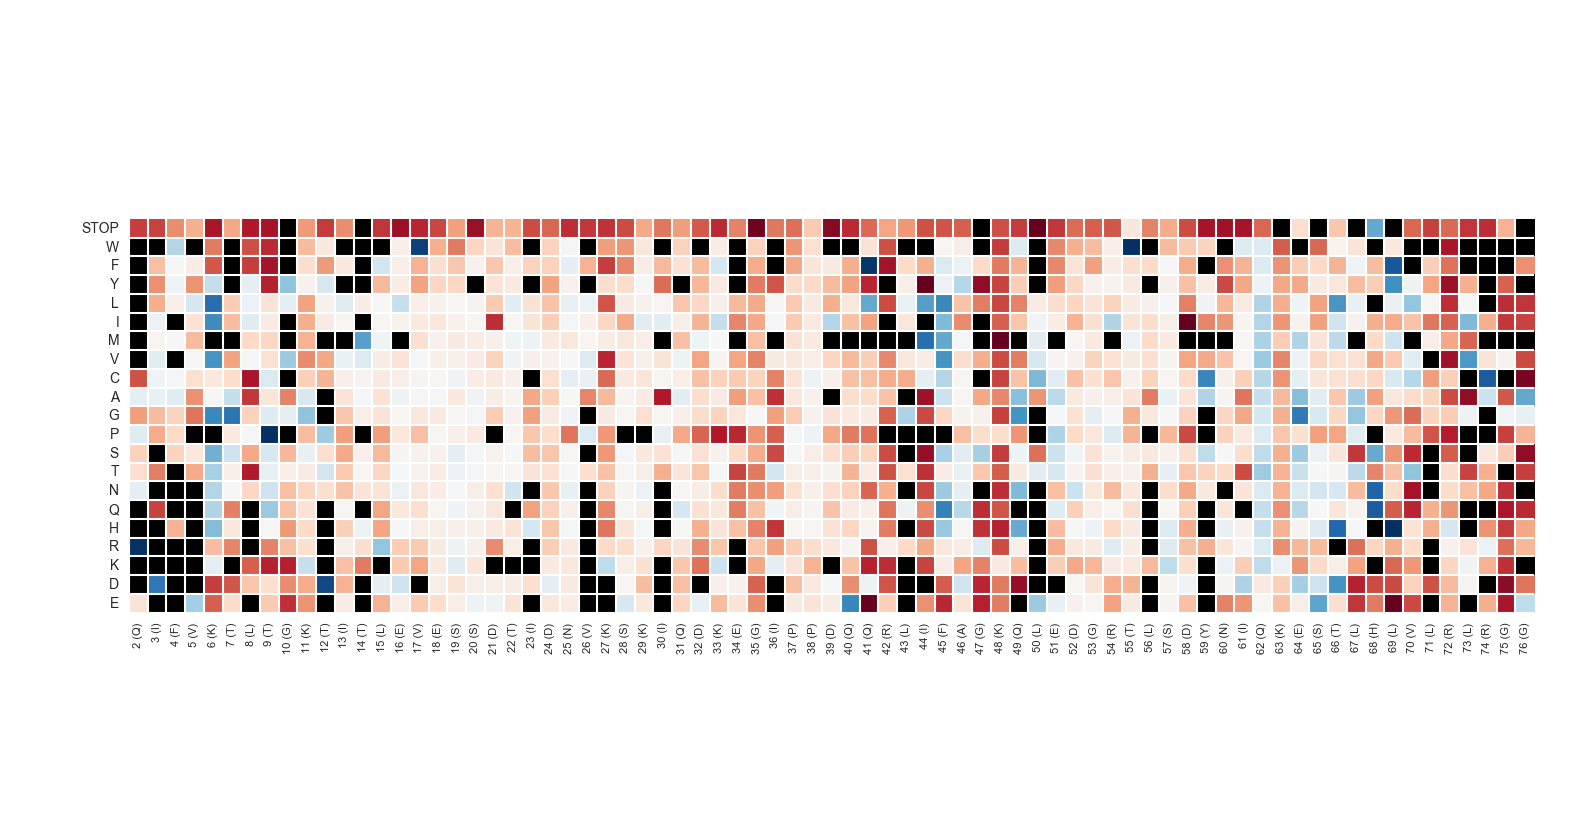 STOP
W
F
Y
L
I
M
V
C
A
G
P
S
T
N
Q
H
R
K
D
E
2 (Q)
3 (I)
4 (F)
5 (V)
6 (K)
7 (T)
8 (L)
9 (T)
10 (G)
11 (K)
12 (T)
13 (I)
14 (T)
15 (L)
16 (E)
17 (V)
18 (E)
19 (S)
20 (S)
21 (D)
22 (T)
23 (I)
24 (D)
25 (N)
26 (V)
27 (K)
28 (S)
29 (K)
30 (I)
31 (Q)
32 (D)
33 (K)
34 (E)
35 (G)
36 (I)
37 (P)
38 (P)
39 (D)
40 (Q)
41 (Q)
42 (R)
43 (L)
44 (I)
45 (F)
46 (A)
47 (G)
48 (K)
49 (Q)
50 (L)
51 (E)
52 (D)
53 (G)
54 (R)
55 (T)
56 (L)
57 (S)
58 (D)
59 (Y)
60 (N)
61 (I)
62 (Q)
63 (K)
64 (E)
65 (S)
66 (T)
67 (L)
68 (H)
69 (L)
70 (V)
71 (L)
72 (R)
73 (L)
74 (R)
75 (G)
76 (G)